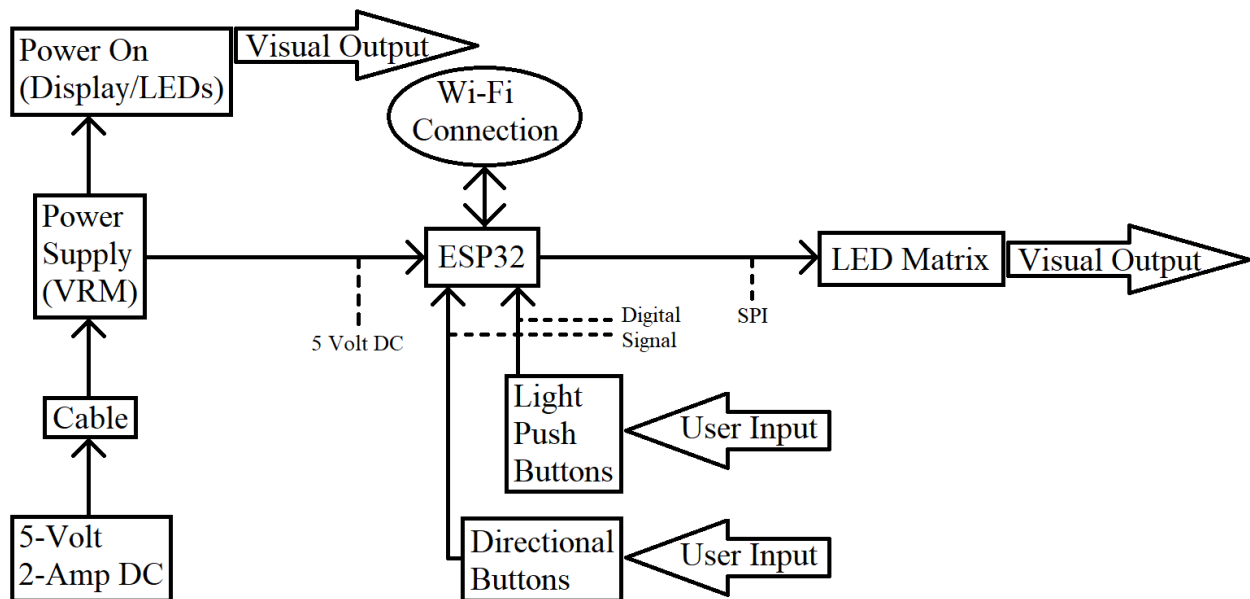 Power On
(Display/LEDs)
Visual Output
Wi-Fi
Connection
Power
Supply
(VRM)
ESP32
LED Matrix
Visual Output
5 Volt DC
Digital
Signal
SPI
Cable
Light
Push
Buttons
User Input
5-Volt
2-Amp DC
Directional
Buttons
User Input